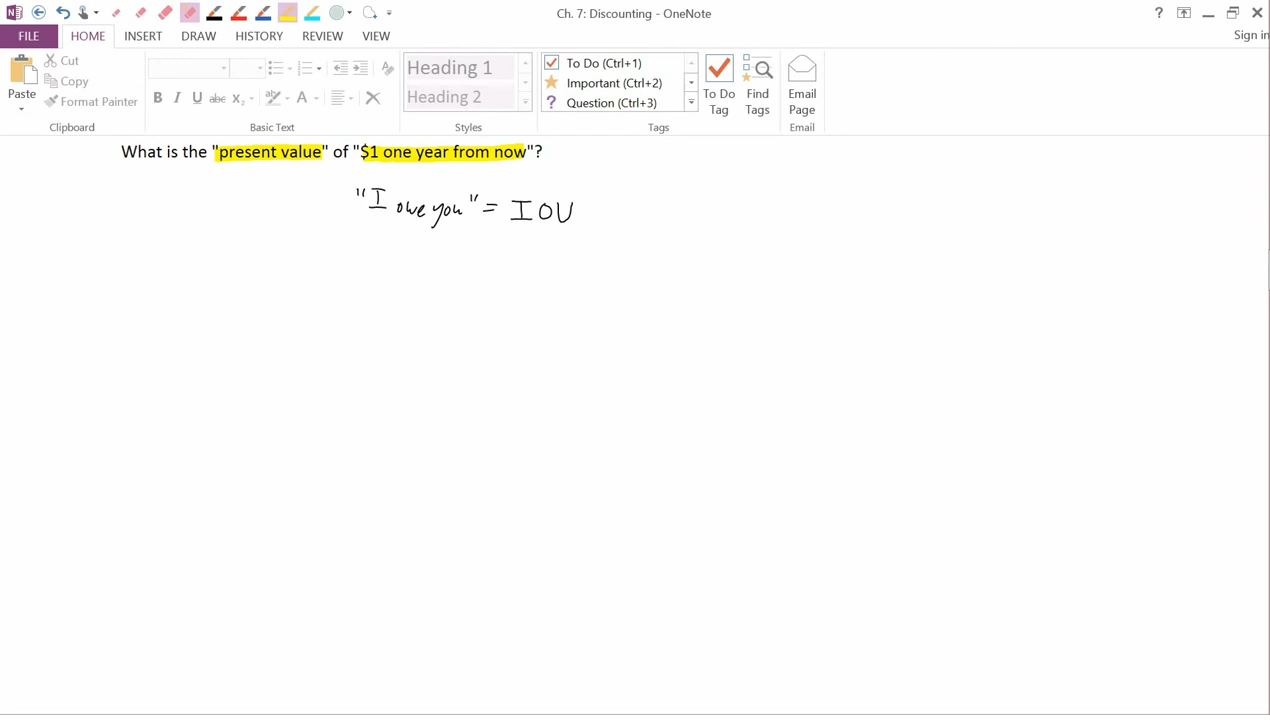 Ch. 7: Discounting - OneNote
?
Sign in
FILE HOME INSERT DRAW HISTORY REVIEW VIEW
Paste
Cut
Copy
Format Painter
Clipboard
B I U abc X₂ A
Basic Text
Heading 1
Heading 2
Styles
To Do (Ctrl+1)
Important (Ctrl+2)
? Question (Ctrl+3)
To Do
Tag
Find
Tags
Tags
Email
Page
Email
What is the "present value" of "$1 one year from now"?
"I owe you" = IOU